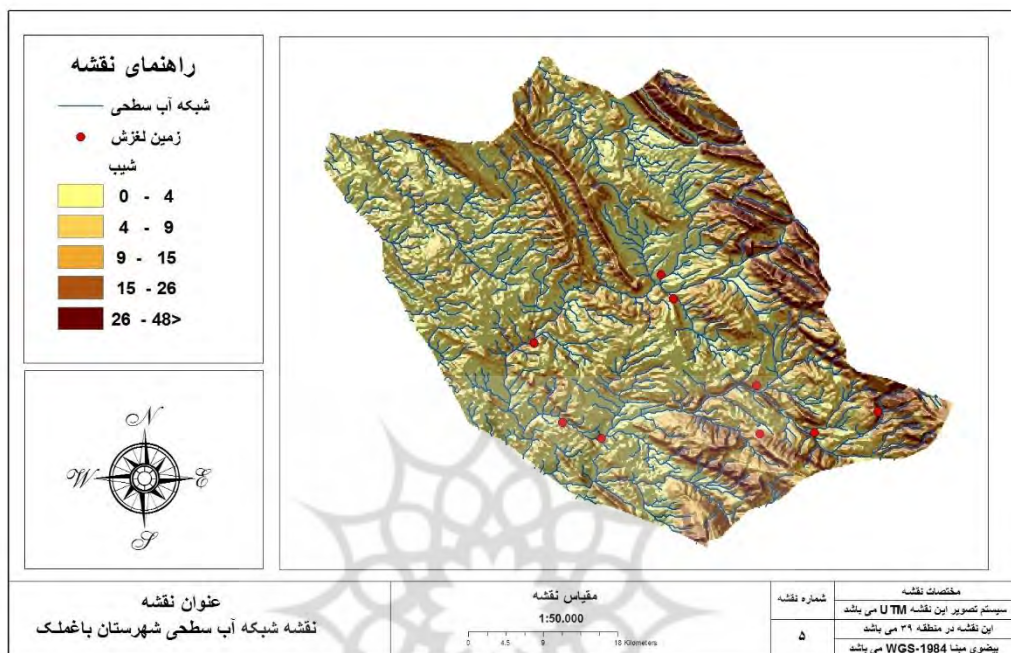 راهنمای نقشه
شبکه آب سطحی
زمین لغزش
شیب
0 - 4
4 - 9
9 - 15
15 - 26
26 - 48>
N
W
E
S
عنوان نقشه
نقشه شبکه آب سطحی شهرستان باغملک
مقیاس نقشه
1:50.000
0 4.5 9 18 Kilometers
شماره نقشه
۵
مختصات نقشه
سیستم تصویر این نقشه UTM می باشد
این نقشه در منطقه ۳۹ می باشد
بیضوی مبنا WGS-1984 می باشد